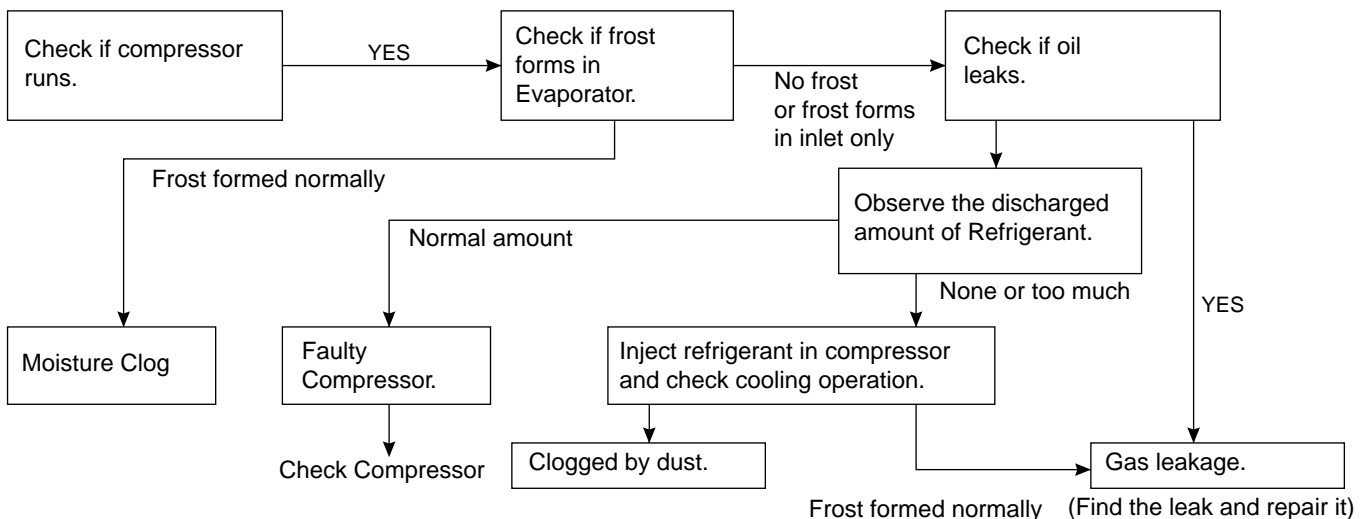 Check if compressor
runs.
YES
Check if frost
forms in
Evaporator.
No frost
or frost forms
in inlet only
Check if oil
leaks.
Frost formed normally
Observe the discharged
amount of Refrigerant.
Normal amount
None or too much
YES
Moisture Clog
Faulty
Compressor.
Inject refrigerant in compressor
and check cooling operation.
Check Compressor
Clogged by dust.
Gas leakage.
Frost formed normally
(Find the leak and repair it)